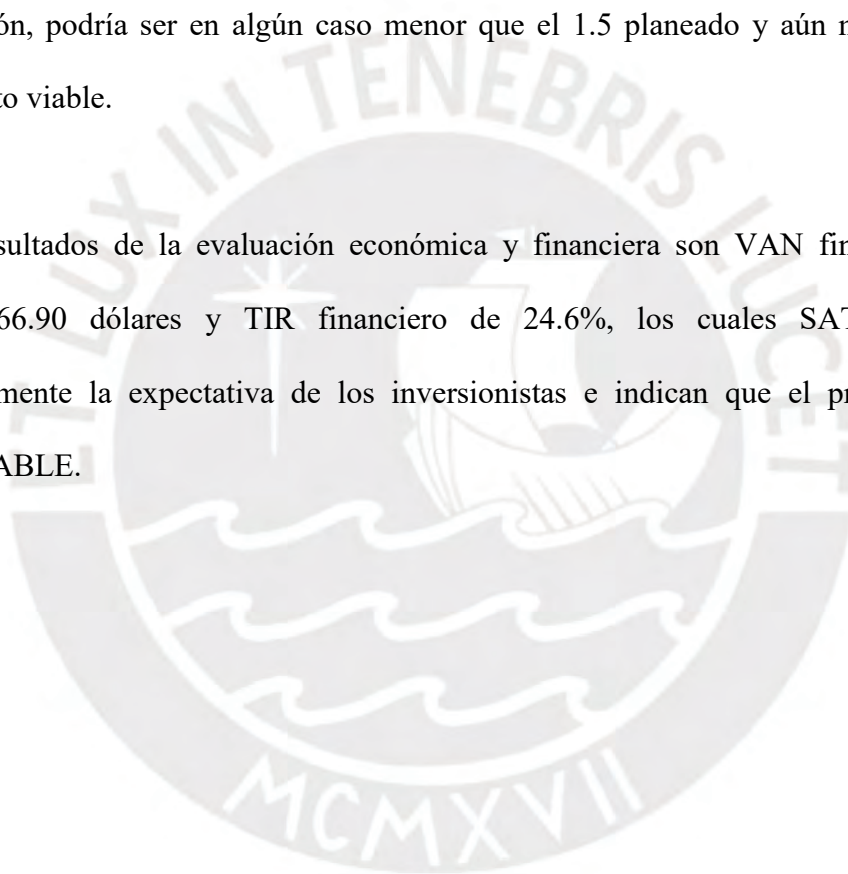 ón, podría ser en algún caso menor que el 1.5 planeado y aún n
to viable.
sultados de la evaluación económica y financiera son VAN fin
66.90 dólares y TIR financiero de 24.6%, los cuales SAT
mente la expectativa de los inversionistas e indican que el pr
ABLE.
ET LUX IN TENEBRIS LUCET
MCMXVII